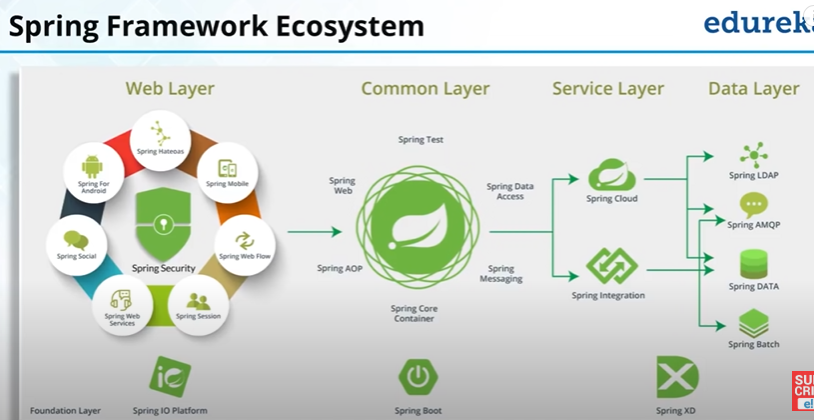 Spring Framework Ecosystem
Web Layer
Common Layer
Service Layer
Data Layer
Spring Hateoas
Spring For
Android
Spring Mobile
Spring Social
Spring Security
Spring Web Flow
Spring Web
Services
Spring Session
Spring Test
Spring
Web
Spring Data
Access
Spring AOP
Spring
Messaging
Spring Core
Container
Spring Cloud
Spring Integration
Spring LDAP
Spring AMQP
Spring DATA
Spring Batch
Foundation Layer
Spring IO Platform
Spring Boot
Spring XD